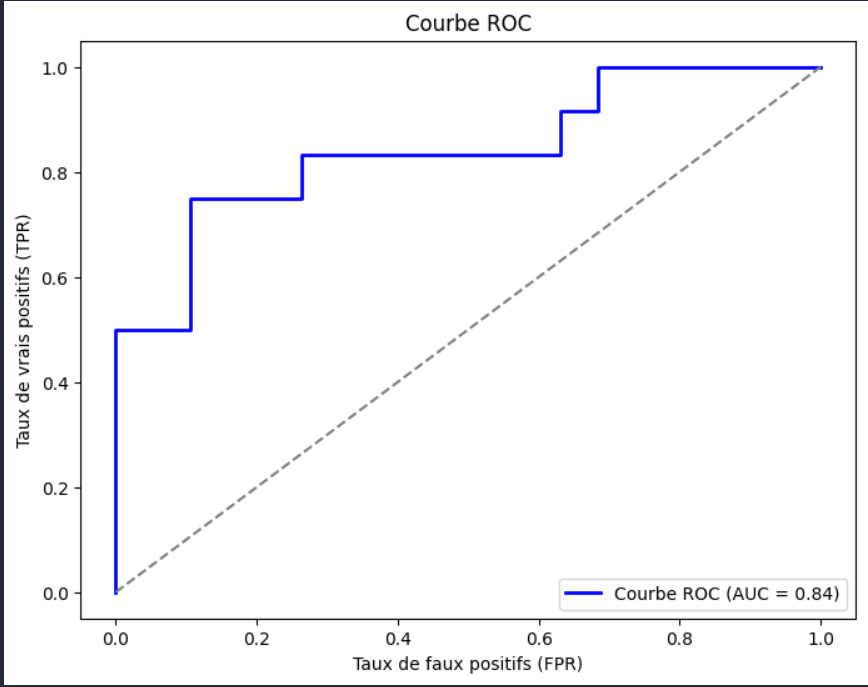 Courbe ROC
1.0
0.8
0.6
0.4
0.2
0.0
Taux de vrais positifs (TPR)
Courbe ROC (AUC = 0.84)
0.0 0.2 0.4 0.6 0.8 1.0
Taux de faux positifs (FPR)